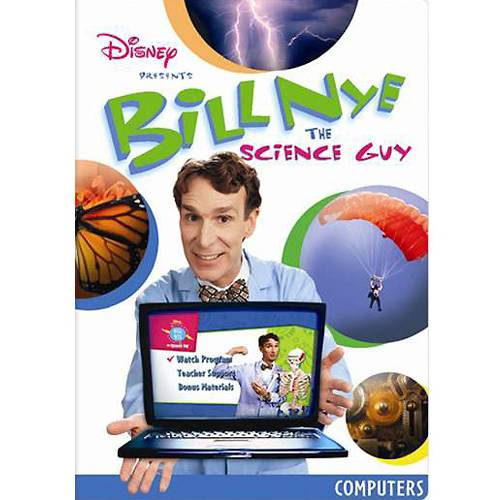 Disney
PRESENTS
Bill Nye
THE
SCIENCE GUY
Watch Program
Teacher Support
Bonus Materials
COMPUTERS